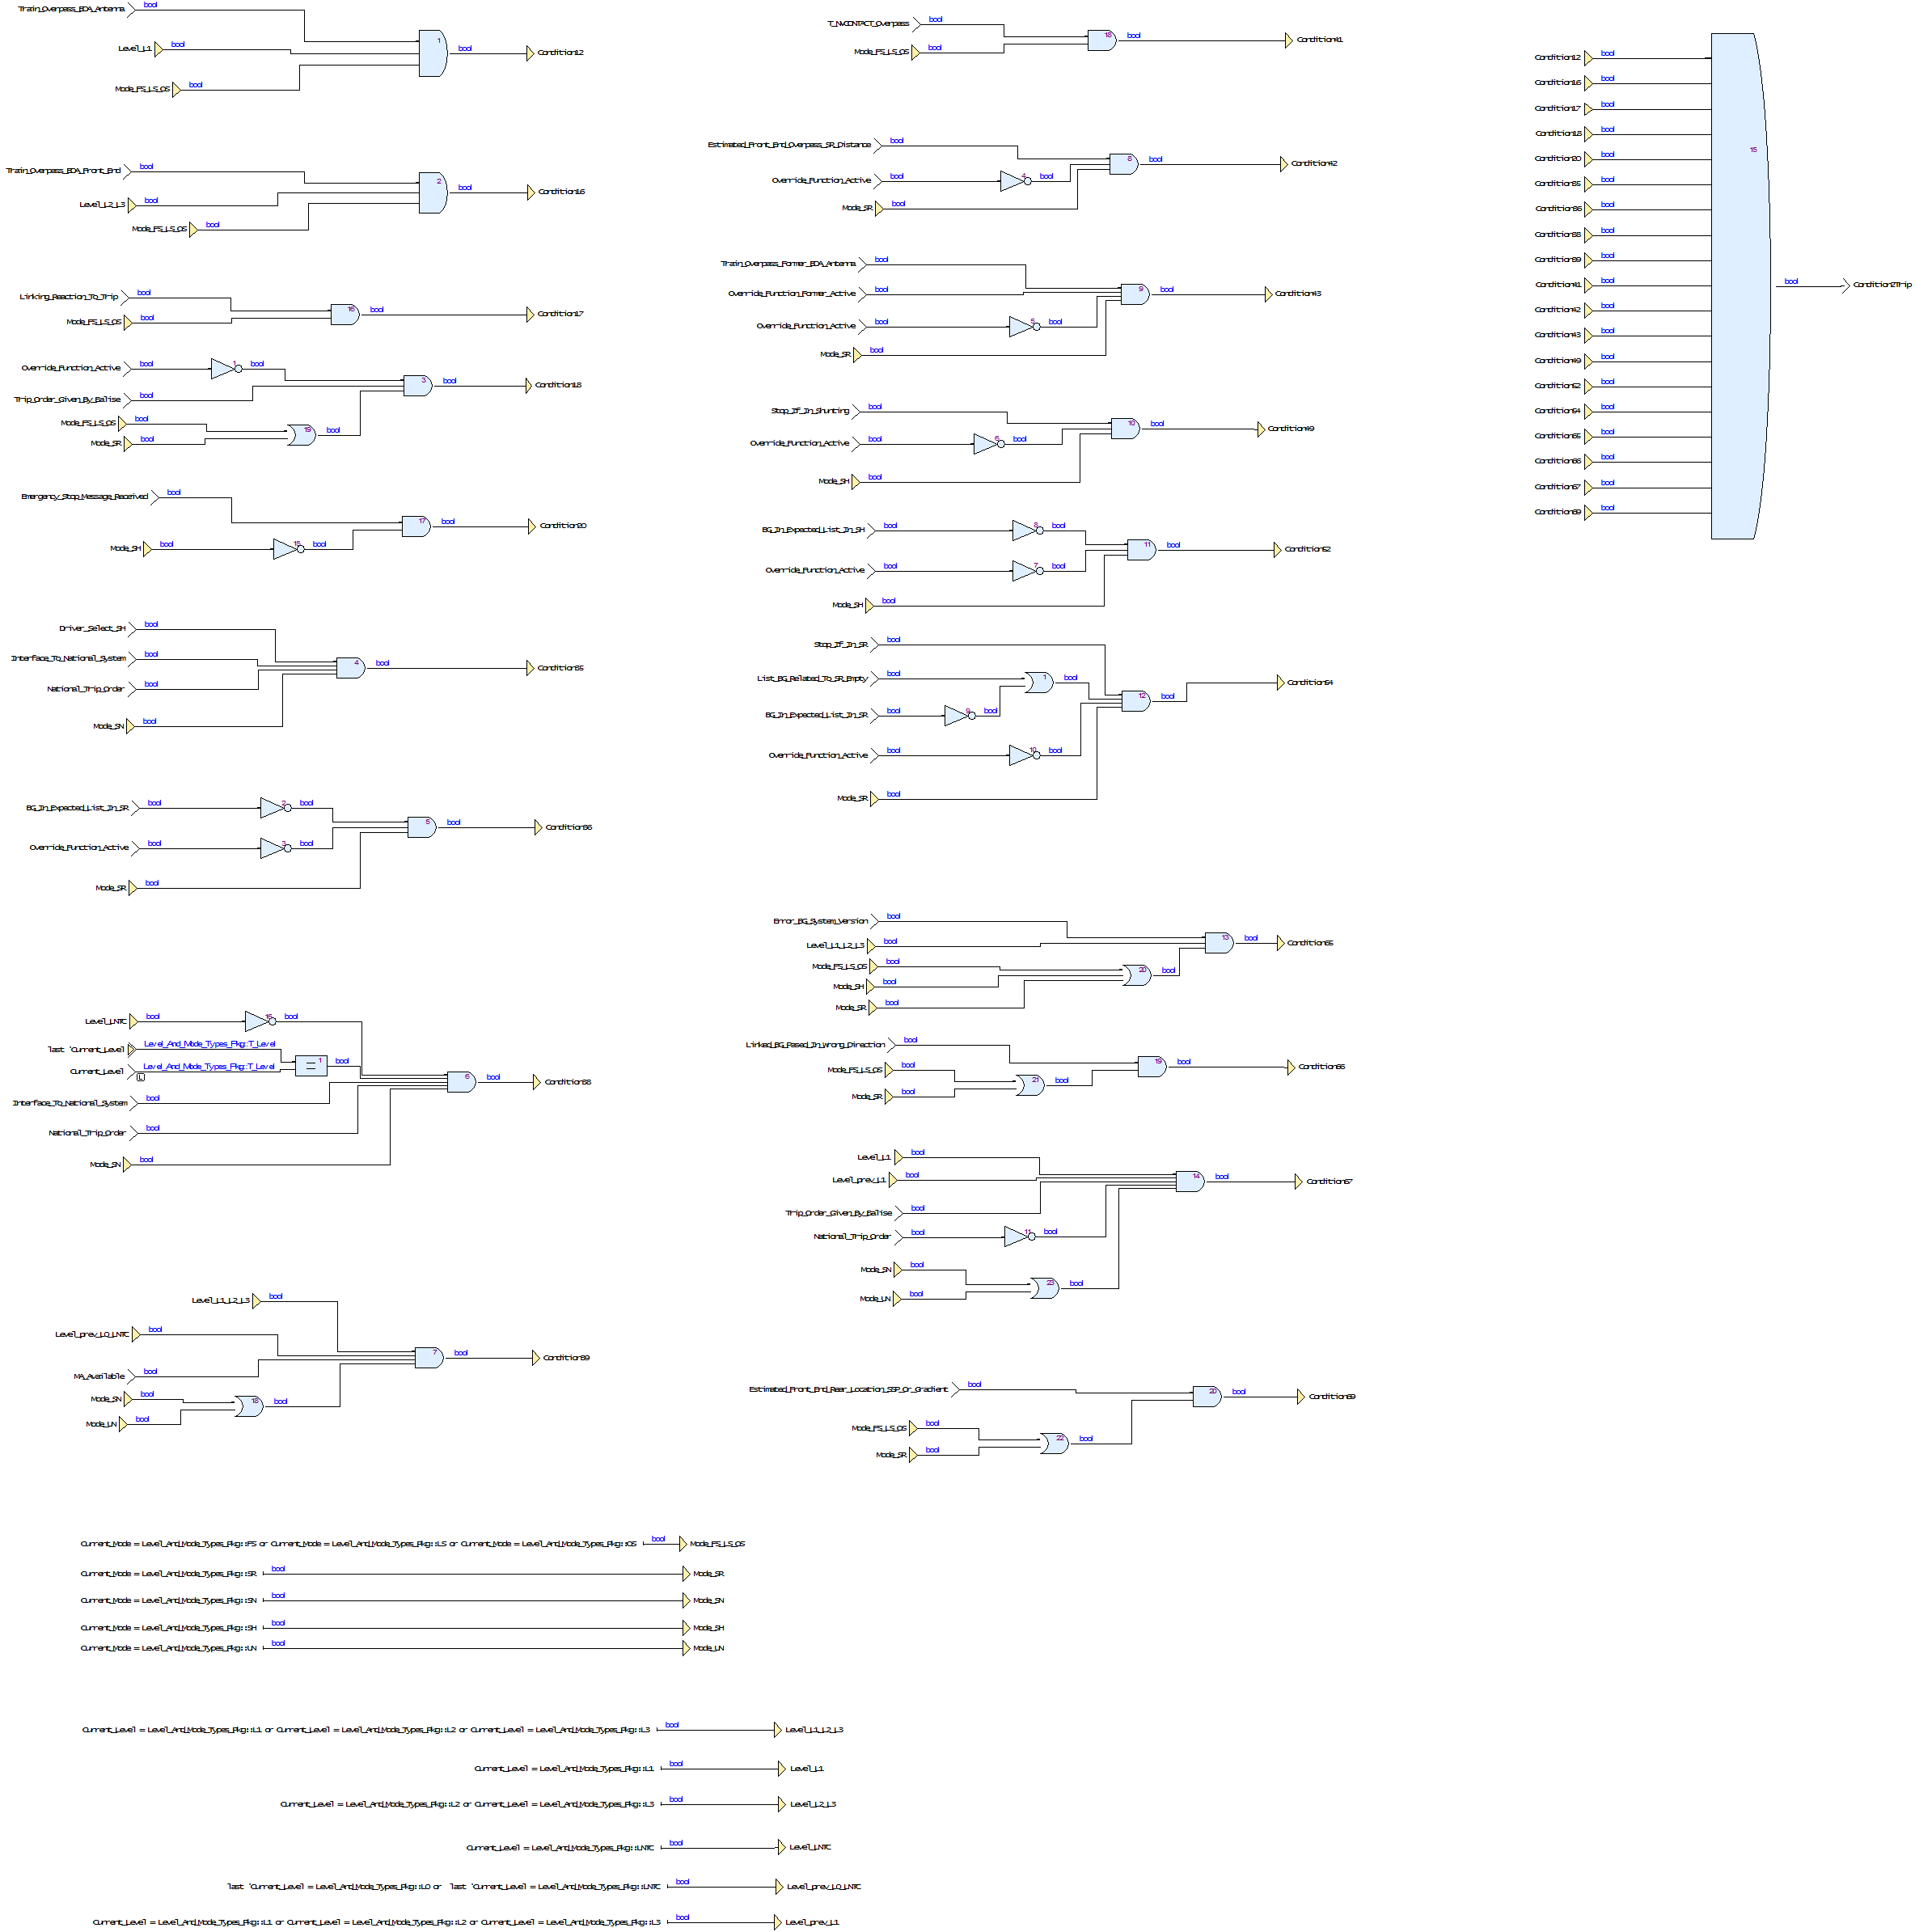 Train_Overpass_EOA_Antenna bool
Level_L1 bool 1 bool Condition12
Mode_FS_LS_OS bool
Train_Overpass_EOA_Front_End bool
2 bool Condition16
Level_L2_L3 bool
Mode_FS_LS_OS bool
Linking_Reaction_To_Trip bool
16 bool Condition17
Mode_FS_LS_OS bool
Override_Function_Active bool 1 bool
3 bool Condition18
Trip_Order_Given_By_Balise bool
Mode_FS_LS_OS bool
19 bool
Mode_SR bool
Emergency_Stop_Message_Received bool
17 bool Condition20
Mode_SH bool 15 bool
Driver_Select_SH bool
Interface_To_National_System bool
4 bool Condition35
National_Trip_Order bool
Mode_SN bool
BG_In_Expected_List_In_SR bool 2 bool
5 bool Condition36
Override_Function_Active bool 3 bool
Mode_SR bool
Level_LNTC bool 16 bool
last 'Current_Level Level_And_Mode_Types_Pkg::T_Level
1 bool
Current_Level Level_And_Mode_Types_Pkg::T_Level
L
6 bool Condition38
Interface_To_National_System bool
National_Trip_Order bool
Mode_SN bool
Level_L1_L2_L3 bool
Level_prev_L0_LNTC bool
7 bool Condition39
MA_Available bool
Mode_SN bool
18 bool
Mode_UN bool
T_NVCONTACT_Overpass bool
18 bool Condition41
Mode_FS_LS_OS bool
Estimated_Front_End_Overpass_SR_Distance bool
8 bool Condition42
Override_Function_Active bool 4 bool
Mode_SR bool
Train_Overpass_Former_EOA_Antenna bool
Override_Function_Former_Active bool
9 bool Condition43
Override_Function_Active bool 5 bool
Mode_SR bool
Stop_If_In_Shunting bool
10 bool Condition49
Override_Function_Active bool 6 bool
Mode_SH bool
BG_In_Expected_List_In_SH bool 8 bool
11 bool Condition52
Override_Function_Active bool 7 bool
Mode_SH bool
Stop_If_In_SR bool
List_BG_Related_To_SR_Empty bool
1 bool
12 bool Condition54
BG_In_Expected_List_In_SR bool 9 bool
Override_Function_Active bool 10 bool
Mode_SR bool
Error_BG_System_Version bool
Level_L1_L2_L3 bool
13 bool Condition65
Mode_FS_LS_OS bool
Mode_SH bool
20 bool
Mode_SR bool
Linked_BG_Pased_In_Wrong_Direction bool
19 bool Condition66
Mode_FS_LS_OS bool
21 bool
Mode_SR bool
Level_L1 bool
Level_prev_L1 bool
14 bool Condition67
Trip_Order_Given_By_Balise bool
National_Trip_Order bool 11 bool
Mode_SN bool
23 bool
Mode_UN bool
Estimated_Front_End_Rear_Location_SSP_Or_Gradient bool
20 bool Condition69
Mode_FS_LS_OS bool
22 bool
Mode_SR bool
Condition12 bool
Condition16 bool
Condition17 bool
Condition18 bool
15
Condition20 bool
Condition35 bool
Condition36 bool
Condition38 bool
Condition39 bool
Condition41 bool
bool Condition2Trip
Condition42 bool
Condition43 bool
Condition49 bool
Condition52 bool
Condition54 bool
Condition65 bool
Condition66 bool
Condition67 bool
Condition69 bool
Current_Mode = Level_And_Mode_Types_Pkg::FS or Current_Mode = Level_And_Mode_Types_Pkg::LS or Current_Mode = Level_And_Mode_Types_Pkg::OS bool Mode_FS_LS_OS
Current_Mode = Level_And_Mode_Types_Pkg::SR bool Mode_SR
Current_Mode = Level_And_Mode_Types_Pkg::SN bool Mode_SN
Current_Mode = Level_And_Mode_Types_Pkg::SH bool Mode_SH
Current_Mode = Level_And_Mode_Types_Pkg::UN bool Mode_UN
Current_Level = Level_And_Mode_Types_Pkg::L1 or Current_Level = Level_And_Mode_Types_Pkg::L2 or Current_Level = Level_And_Mode_Types_Pkg::L3 bool Level_L1_L2_L3
Current_Level = Level_And_Mode_Types_Pkg::L1 bool Level_L1
Current_Level = Level_And_Mode_Types_Pkg::L2 or Current_Level = Level_And_Mode_Types_Pkg::L3 bool Level_L2_L3
Current_Level = Level_And_Mode_Types_Pkg::LNTC bool Level_LNTC
last 'Current_Level = Level_And_Mode_Types_Pkg::L0 or last 'Current_Level = Level_And_Mode_Types_Pkg::LNTC bool Level_prev_L0_LNTC
Current_Level = Level_And_Mode_Types_Pkg::L1 or Current_Level = Level_And_Mode_Types_Pkg::L2 or Current_Level = Level_And_Mode_Types_Pkg::L3 bool Level_prev_L1